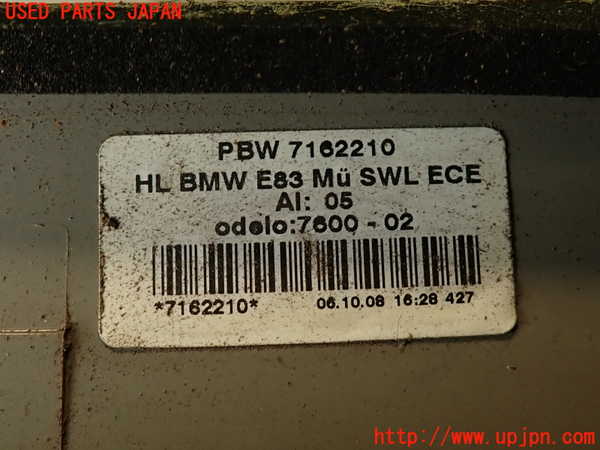 USED PARTS JAPAN
PBW 7162210
HL BMW E83 Mü SWL ECE
AI: 05
odelo:7600 - 02
*7162210*
06.10.08 16:28 427
http://www.upjpn.com